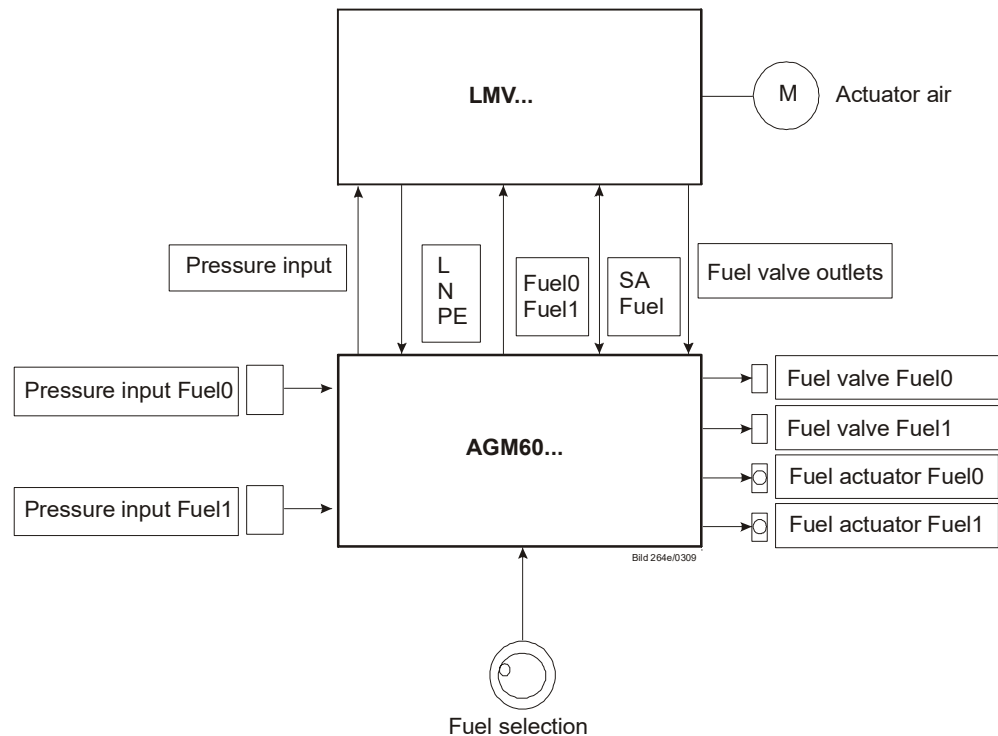 LMV...
M
Actuator air
Pressure input
L
N
PE
Fuel0
Fuel1
SA
Fuel
Fuel valve outlets
Pressure input Fuel0
Pressure input Fuel1
AGM60...
Fuel valve Fuel0
Fuel valve Fuel1
Fuel actuator Fuel0
Fuel actuator Fuel1
Bild 264e/0309
Fuel selection